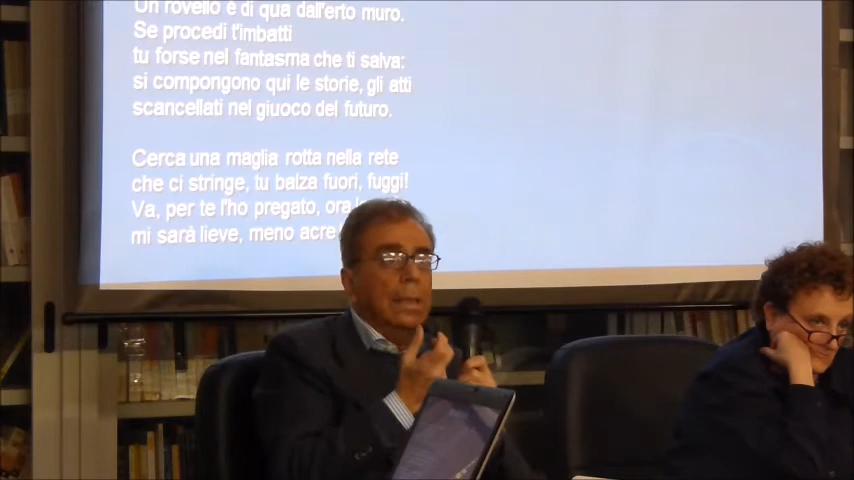 Un rovello è di qua dall'erto muro.
Se procedi t'imbatti
tu forse nel fantasma che ti salva:
si compongono qui le storie, gli atti
scancellati nel giuoco del futuro.
Cerca una maglia rotta nella rete
che ci stringe, tu balza fuori, fuggi!
Va, per te l'ho pregato, ora
mi sarà lieve, meno acre